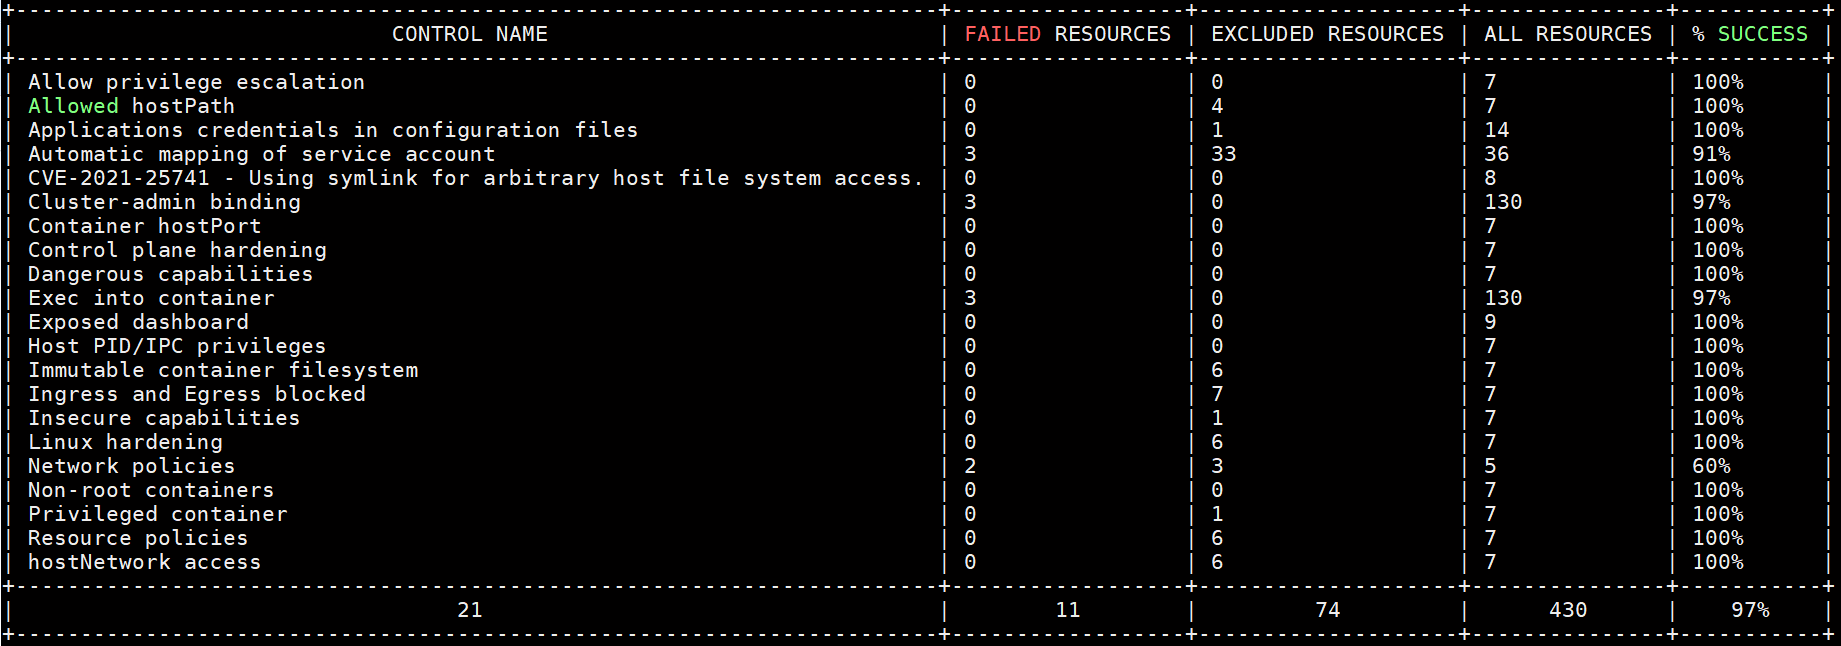 +-----------------------------------------------------------------------+------------------+--------------------+---------------+-----------+
| CONTROL NAME | FAILED RESOURCES | EXCLUDED RESOURCES | ALL RESOURCES | % SUCCESS |
+-----------------------------------------------------------------------+------------------+--------------------+---------------+-----------+
| Allow privilege escalation | 0 | 0 | 7 | 100% |
| Allowed hostPath | 0 | 4 | 7 | 100% |
| Applications credentials in configuration files | 0 | 1 | 14 | 100% |
| Automatic mapping of service account | 3 | 33 | 36 | 91% |
| CVE-2021-25741 - Using symlink for arbitrary host file system access. | 0 | 0 | 8 | 100% |
| Cluster-admin binding | 3 | 0 | 130 | 97% |
| Container hostPort | 0 | 0 | 7 | 100% |
| Control plane hardening | 0 | 0 | 7 | 100% |
| Dangerous capabilities | 0 | 0 | 7 | 100% |
| Exec into container | 3 | 0 | 130 | 97% |
| Exposed dashboard | 0 | 0 | 9 | 100% |
| Host PID/IPC privileges | 0 | 0 | 7 | 100% |
| Immutable container filesystem | 0 | 6 | 7 | 100% |
| Ingress and Egress blocked | 0 | 7 | 7 | 100% |
| Insecure capabilities | 0 | 1 | 7 | 100% |
| Linux hardening | 0 | 6 | 7 | 100% |
| Network policies | 2 | 3 | 5 | 60% |
| Non-root containers | 0 | 0 | 7 | 100% |
| Privileged container | 0 | 1 | 7 | 100% |
| Resource policies | 0 | 6 | 7 | 100% |
| hostNetwork access | 0 | 6 | 7 | 100% |
+-----------------------------------------------------------------------+------------------+--------------------+---------------+-----------+
| 21 | 11 | 74 | 430 | 97% |
+-----------------------------------------------------------------------+------------------+--------------------+---------------+-----------+